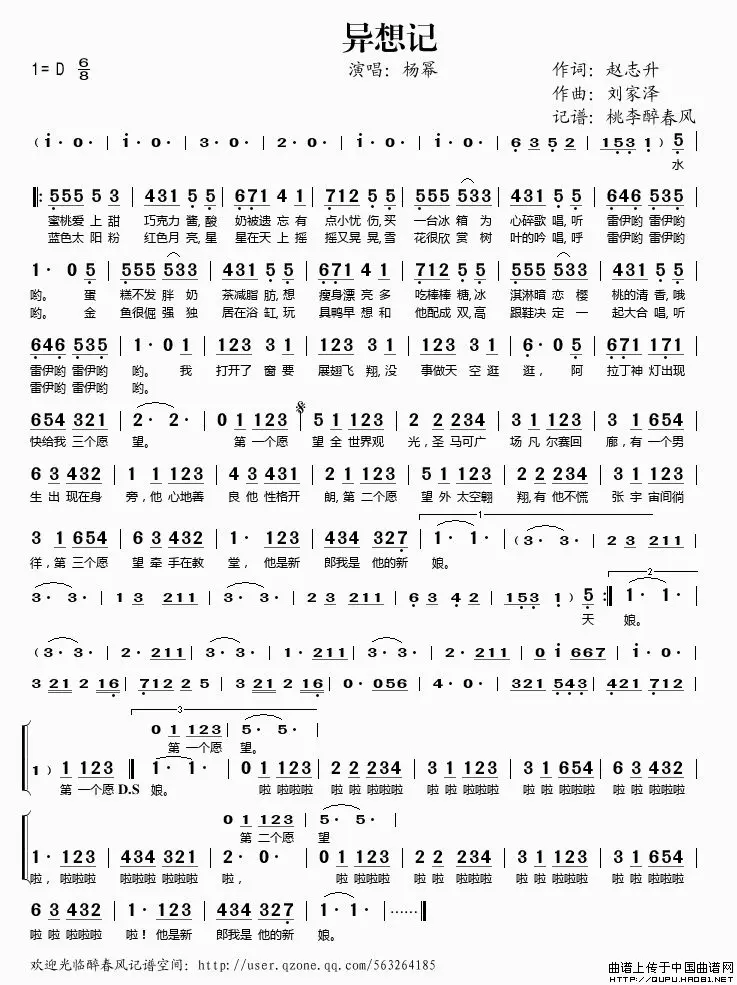 异想记
1= D 6/8 演唱：杨幂 作词：赵志升
作曲：刘家泽
记谱：桃李醉春风
( i· 0· | i· 0· | 3· 0· | 2· 0· | i· 0· | i· 0· | 6 3 5 2 | 1 5 3 1 ) 5
水
‖: 555 5 3 | 431 5 5 | 671 4 1 | 712 5 5 | 555 533 | 431 5 5 | 646 535 |
蜜桃爱 上 甜 巧克力 酱,酸 奶被遗 忘有 点小忧 伤,买 一台冰 箱 为 心碎歌 唱,听 雷伊哟 雷伊哟
蓝色太 阳 粉 红色月 亮,星 星在天 上摇 摇又晃 晃,雪 花很欣 赏 树 叶的吟 唱,呼 雷伊哟 雷伊哟
1· 0 5 | 555 533 | 431 5 5 | 671 4 1 | 712 5 5 | 555 533 | 431 5 5 |
哟。 蛋 糕不发 胖 奶 茶减脂 肪,想 瘦身漂 亮多 吃棒棒 糖,冰 淇淋暗 恋 樱 桃的清 香,哦
哟。 金 鱼很倔 强 独 居在浴 缸,玩 具鸭早 想和 他配成 双,高 跟鞋决 定 一 起大合 唱,听
646 535 | 1· 0 1 | 123 3 1 | 123 3 1 | 712 2 1 | 6· 0 5 | 671 171 |
雷伊哟 雷伊哟 哟。 我 打开了 窗 要 展翅飞 翔,没 事做天 空 逛 逛， 阿 拉丁神 灯出现
雷伊哟 雷伊哟 哟。
654 321 | 2· 2· | 0 1 123 | 5 1 123 | 2 2 234 | 3 1 123 | 3 1 654 |
快给我 三个愿 望。 第一个愿 望 全 世界观 光,圣 马可广 场 凡 尔赛回 廊,有 一个男
6 3 432 | 1 1 123 | 4 3 431 | 5 1 123 | 2 2 234 | 3 1 123 |
生 出 现在身 旁,他 心地善 良 他 性格开 朗,第 二个愿 望 外 太空翱 翔,有 他不慌 张 宇 宙间徜
3 1 654 | 6 3 432 | 1· 123 | 434 327 | 1 1· 1· | ( 3· 3· | 2 3 211 |
徉,第 三个愿 望 牵 手在教 堂， 他是新 郎我是 他的新 娘。
3· 3· | 1 3 211 | 3· 3· | 2 3 211 | 3· 3· | 6 3 4 2 | 153 1 ) 5 :‖ 2 1· 1· |
天 娘。
( 3· 3· | 2· 211 | 3· 3· | 1· 211 | 3· 3· | 2· 211 | 3· 3· | 2· 211 | 0 i 667 | i· i· |
3 21 2 16 | 712 2 5 | 3 21 2 16 | 0· 056 | 4· 0· | 321 543 | 421 712 |
3
0 1 123 | 5· 5· |
第 一个愿 望。
1 ) 1 123 ‖ 1· 1· | 0 1 123 | 2 2 234 | 3 1 123 | 3 1 654 | 6 3 432 |
第 一个愿 D.S 娘。 啦 啦啦啦 啦 啦 啦啦啦 啦 啦 啦啦啦 啦 啦 啦啦啦 啦 啦 啦啦啦
0 1 123 | 5· 5· |
第 二个愿 望
1· 123 | 434 321 | 2· 0· | 0 1 123 | 2 2 234 | 3 1 123 | 3 1 654 |
啦， 啦啦啦 啦啦啦 啦啦啦 啦， 啦 啦啦啦 啦 啦 啦啦啦 啦 啦 啦啦啦 啦 啦 啦啦啦
6 3 432 | 1· 123 | 434 327 | 1· 1· | ······ ‖
啦 啦 啦啦啦 啦！ 他是新 郎我是 他的新 娘。
欢迎光临醉春风记谱空间：http://user.qzone.qq.com/563264185
曲谱上传于中国曲谱网
HTTP://QUPU.HAO81.NET